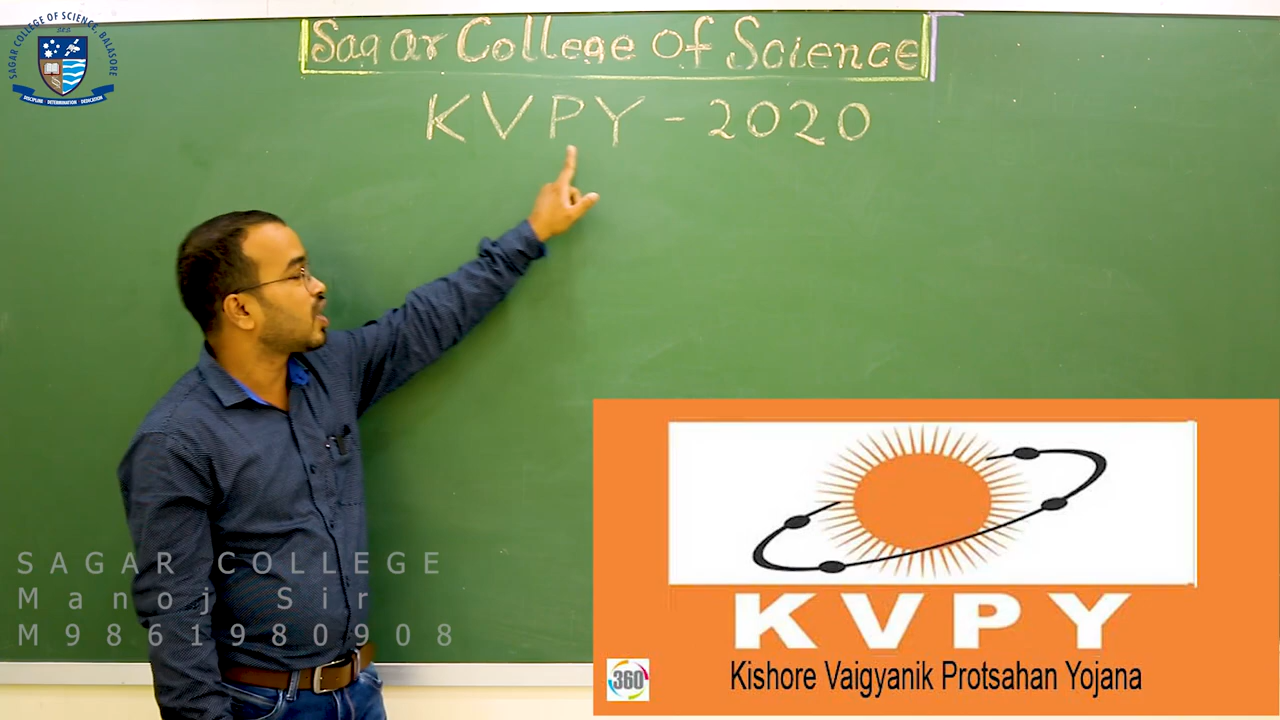 SAGAR COLLEGE OF SCIENCE, BALASORE
DISCIPLINE · DETERMINATION · DEDICATION
Sagar College Of Science
KVPY - 2020
SAGAR COLLEGE
Manoj Sir
M9861980908
KVPY
Kishore Vaigyanik Protsahan Yojana
360